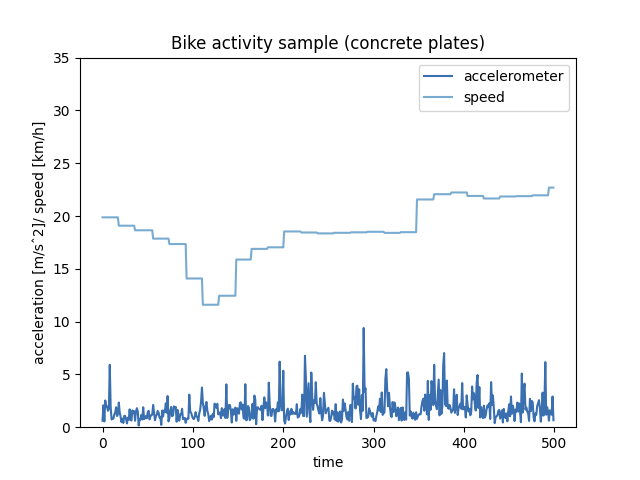 Bike activity sample (concrete plates)
accelerometer
speed
35
30
25
20
15
10
5
0
acceleration [m/s^2]/ speed [km/h]
0 100 200 300 400 500
time